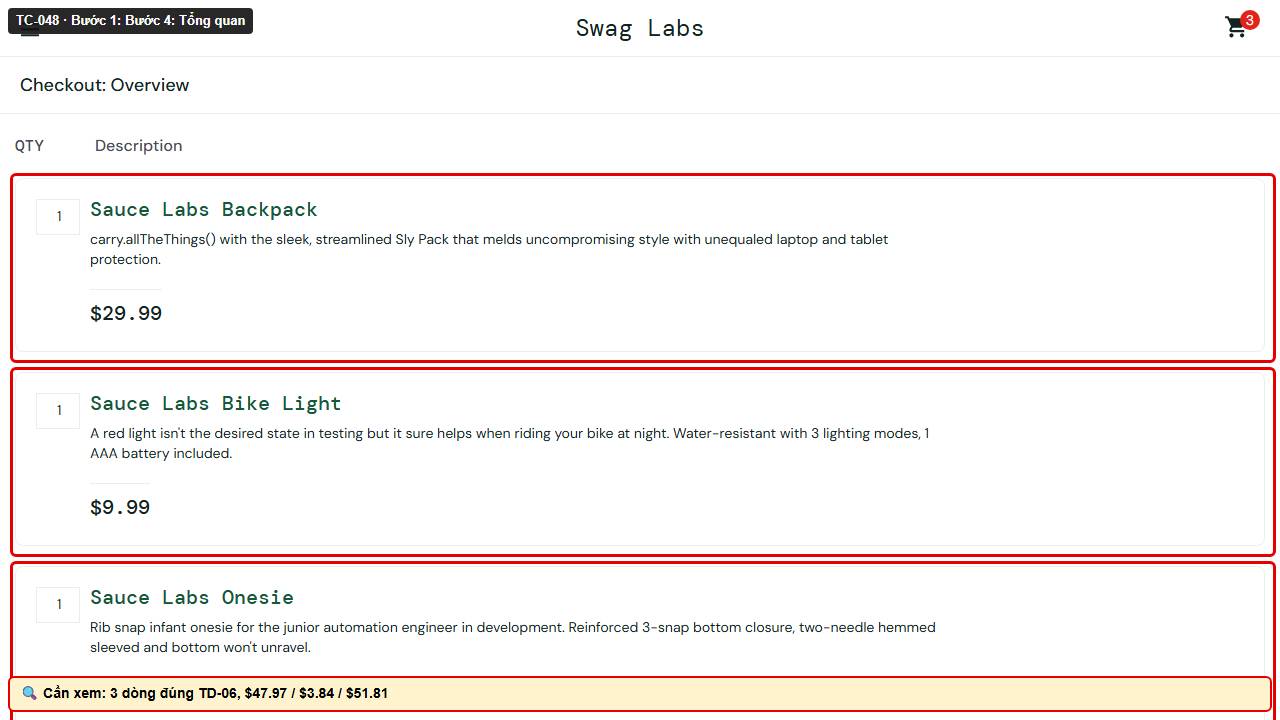 TC-048 · Bước 1: Bước 4: Tổng quan
Swag Labs
3
Checkout: Overview
QTY Description
1
Sauce Labs Backpack
carry.allTheThings() with the sleek, streamlined Sly Pack that melds uncompromising style with unequaled laptop and tablet
protection.
$29.99
1
Sauce Labs Bike Light
A red light isn't the desired state in testing but it sure helps when riding your bike at night. Water-resistant with 3 lighting modes, 1
AAA battery included.
$9.99
1
Sauce Labs Onesie
Rib snap infant onesie for the junior automation engineer in development. Reinforced 3-snap bottom closure, two-needle hemmed
sleeved and bottom won't unravel.
🔍 Cần xem: 3 dòng đúng TD-06, $47.97 / $3.84 / $51.81